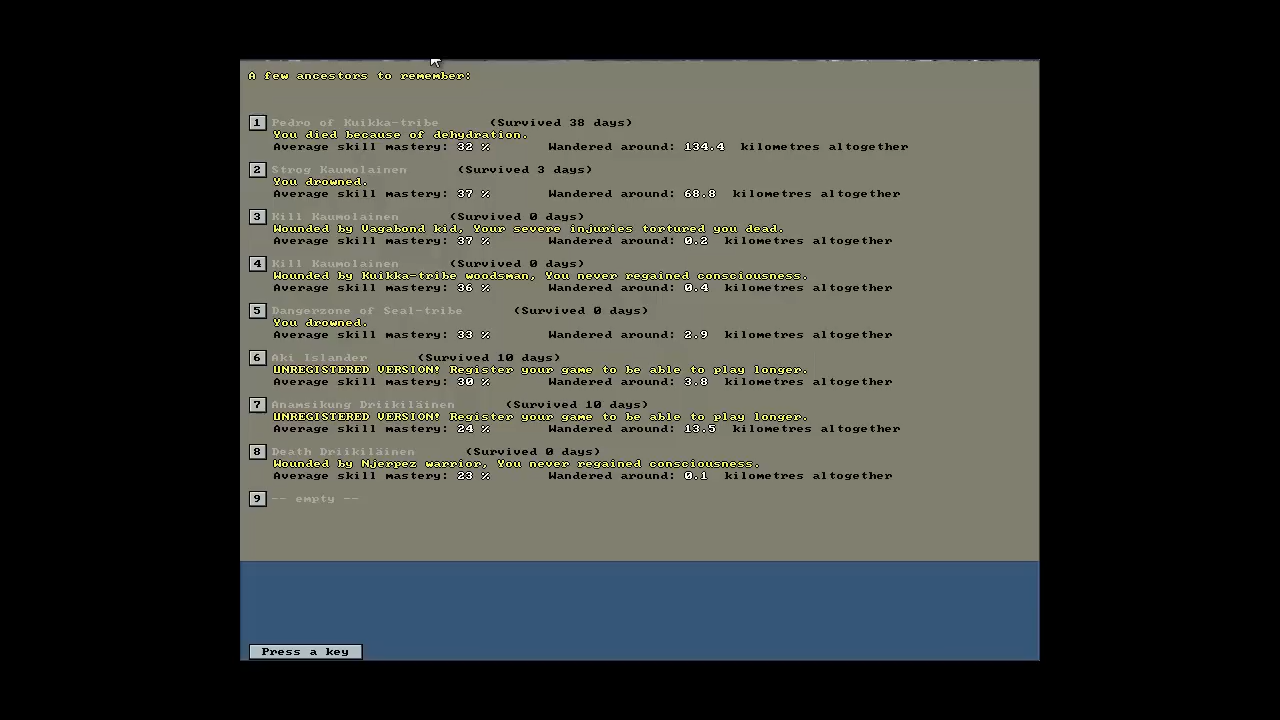 A few ancestors to remember:
1 Pedro of Kuikka-tribe (Survived 38 days)
You died because of dehydration.
Average skill mastery: 32 % Wandered around: 134.4 kilometres altogether
2 Strog Kaumolainen (Survived 3 days)
You drowned.
Average skill mastery: 37 % Wandered around: 68.8 kilometres altogether
3 Kill Kaumolainen (Survived 0 days)
Wounded by Vagabond kid, Your severe injuries tortured you dead.
Average skill mastery: 37 % Wandered around: 0.2 kilometres altogether
4 Kill Kaumolainen (Survived 0 days)
Wounded by Kuikka-tribe woodsman, You never regained consciousness.
Average skill mastery: 36 % Wandered around: 0.4 kilometres altogether
5 Dangerzone of Seal-tribe (Survived 0 days)
You drowned.
Average skill mastery: 33 % Wandered around: 2.9 kilometres altogether
6 Aki Islander (Survived 10 days)
UNREGISTERED VERSION! Register your game to be able to play longer.
Average skill mastery: 30 % Wandered around: 3.8 kilometres altogether
7 Anamsikung Driikiläinen (Survived 10 days)
UNREGISTERED VERSION! Register your game to be able to play longer.
Average skill mastery: 24 % Wandered around: 13.5 kilometres altogether
8 Death Driikiläinen (Survived 0 days)
Wounded by Njerpez warrior, You never regained consciousness.
Average skill mastery: 23 % Wandered around: 0.1 kilometres altogether
9 -- empty --
Press a key